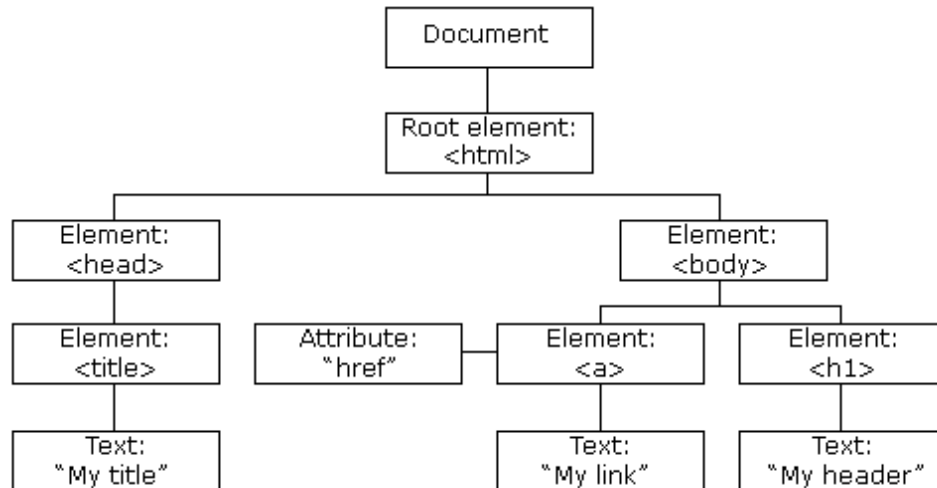 Document
Root element:
<html>
Element:
<head>
Element:
<body>
Element:
<title>
Attribute:
“href”
Element:
<a>
Element:
<h1>
Text:
“My title”
Text:
“My link”
Text:
“My header”